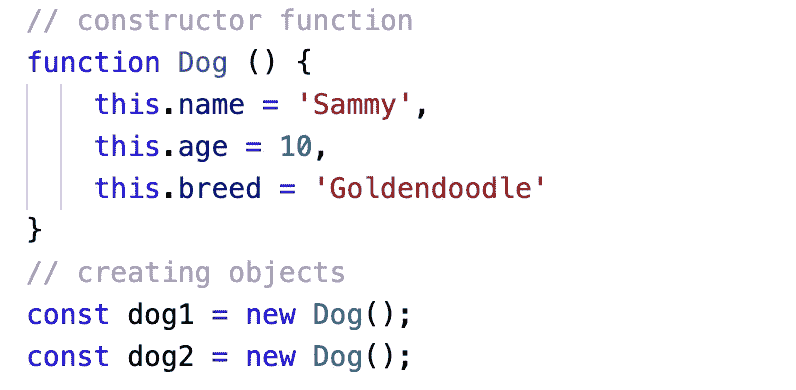 // constructor function
function Dog () {
    this.name = 'Sammy',
    this.age = 10,
    this.breed = 'Goldendoodle'
}
// creating objects
const dog1 = new Dog();
const dog2 = new Dog();